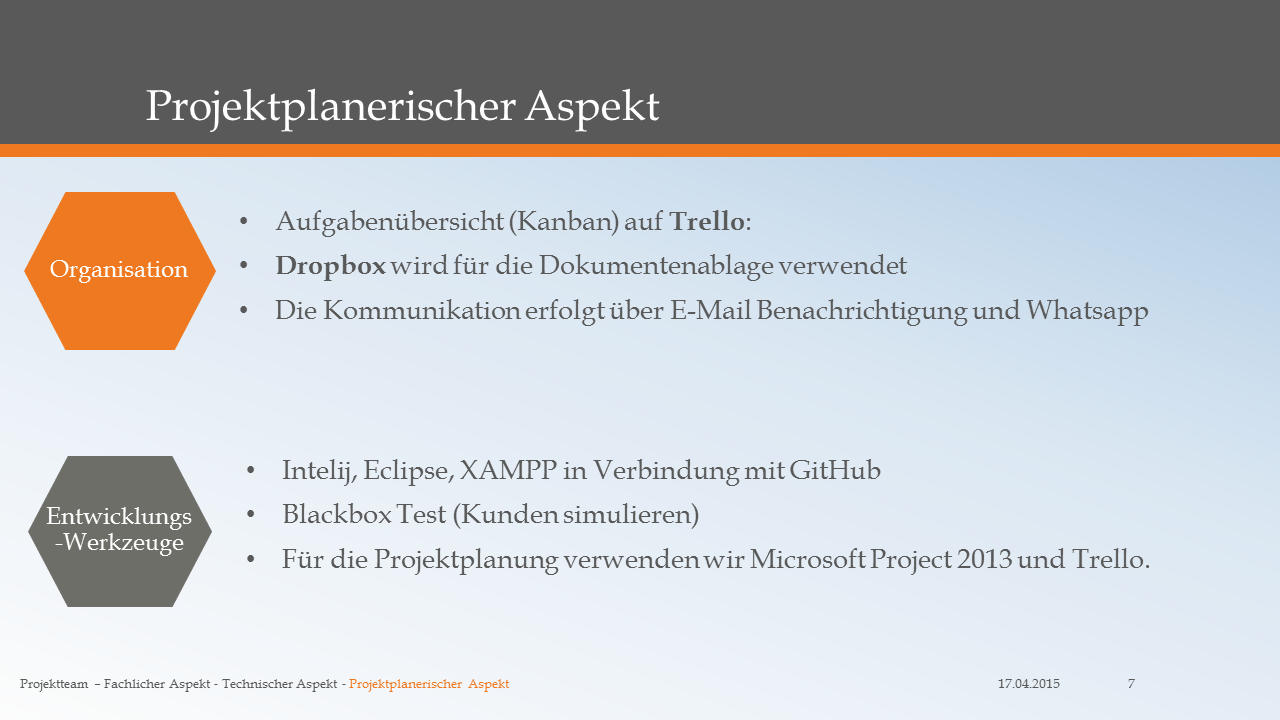 Projektplanerischer Aspekt
Organisation
• Aufgabenübersicht (Kanban) auf Trello:
• Dropbox wird für die Dokumentenablage verwendet
• Die Kommunikation erfolgt über E-Mail Benachrichtigung und Whatsapp
Entwicklungs
-Werkzeuge
• Intelij, Eclipse, XAMPP in Verbindung mit GitHub
• Blackbox Test (Kunden simulieren)
• Für die Projektplanung verwenden wir Microsoft Project 2013 und Trello.
Projektteam – Fachlicher Aspekt - Technischer Aspekt - Projektplanerischer Aspekt
17.04.2015
7